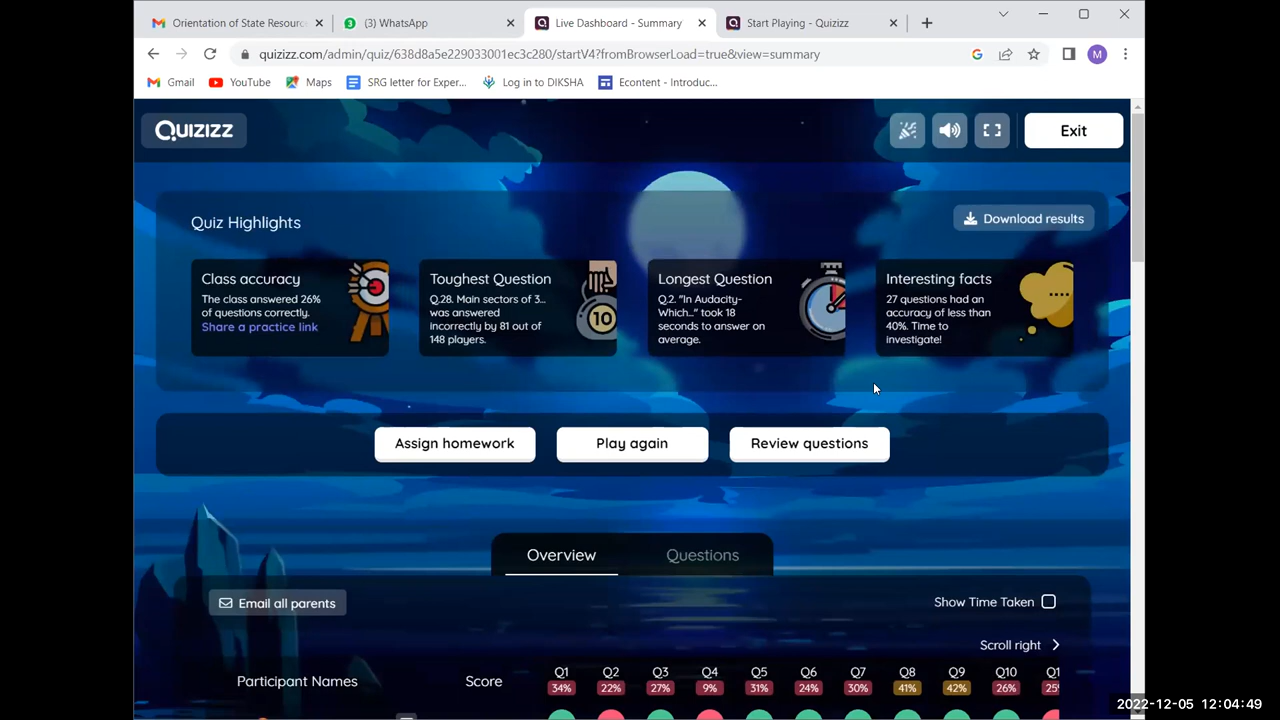 Orientation of State Resourc
(3) WhatsApp
Live Dashboard - Summary
Start Playing - Quizizz
quizizz.com/admin/quiz/638d8a5e229033001ec3c280/startV4?fromBrowserLoad=true&view=summary
M
Gmail
YouTube
Maps
SRG letter for Exper...
Log in to DIKSHA
Econtent - Introduc...
QUIZIZZ
Exit
Quiz Highlights
Download results
Class accuracy
The class answered 26%
of questions correctly.
Share a practice link
Toughest Question
Q.28. Main sectors of 3...
was answered
incorrectly by 81 out of
148 players.
10
Longest Question
Q.2. "In Audacity-
Which..." took 18
seconds to answer on
average.
Interesting facts
27 questions had an
accuracy of less than
40%. Time to
investigate!
Assign homework
Play again
Review questions
Overview
Questions
Email all parents
Show Time Taken
Scroll right
Participant Names
Score
Q1 Q2 Q3 Q4 Q5 Q6 Q7 Q8 Q9 Q10 Q1
34% 22% 27% 9% 31% 24% 30% 41% 42% 26% 25%
2022-12-05 12:04:49